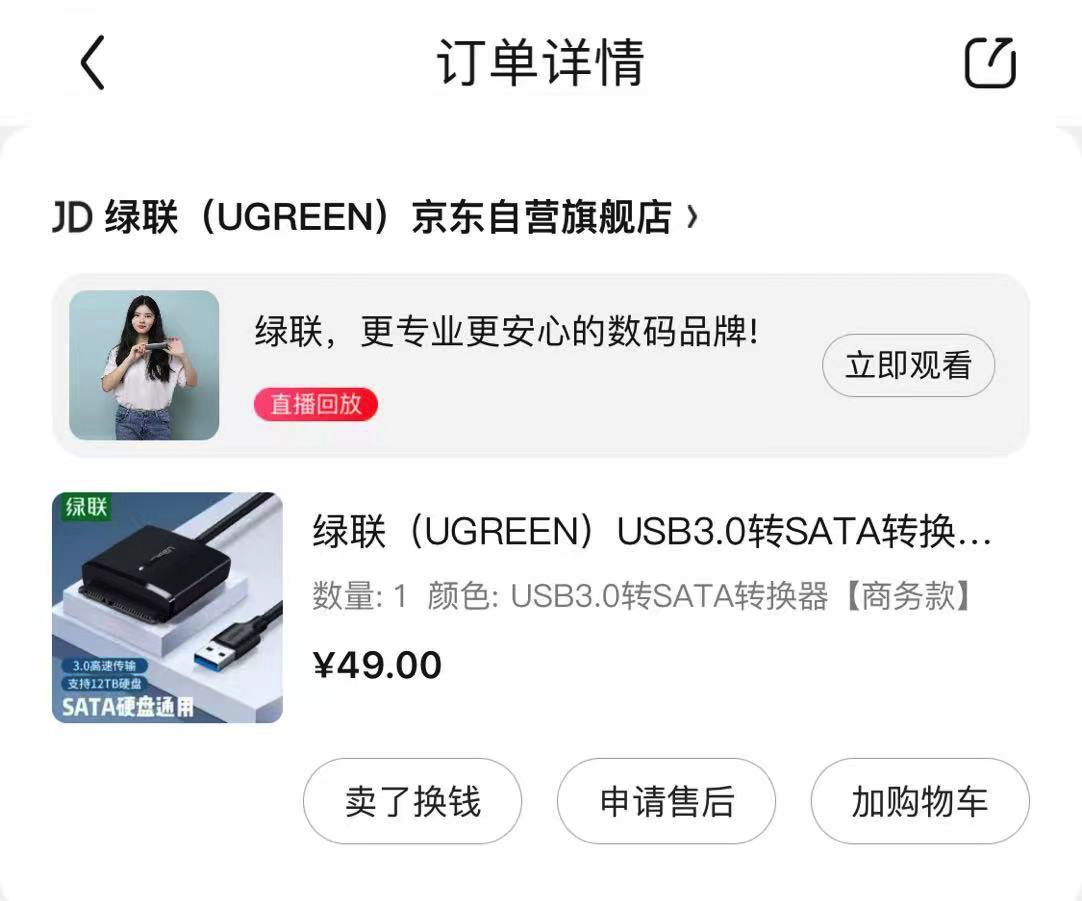 订单详情
JD 绿联（UGREEN）京东自营旗舰店 ›
绿联，更专业更安心的数码品牌!
直播回放
立即观看
绿联
3.0高速传输
支持12TB硬盘
SATA硬盘通用
绿联（UGREEN）USB3.0转SATA转换...
数量: 1 颜色: USB3.0转SATA转换器【商务款】
¥49.00
卖了换钱
申请售后
加购物车